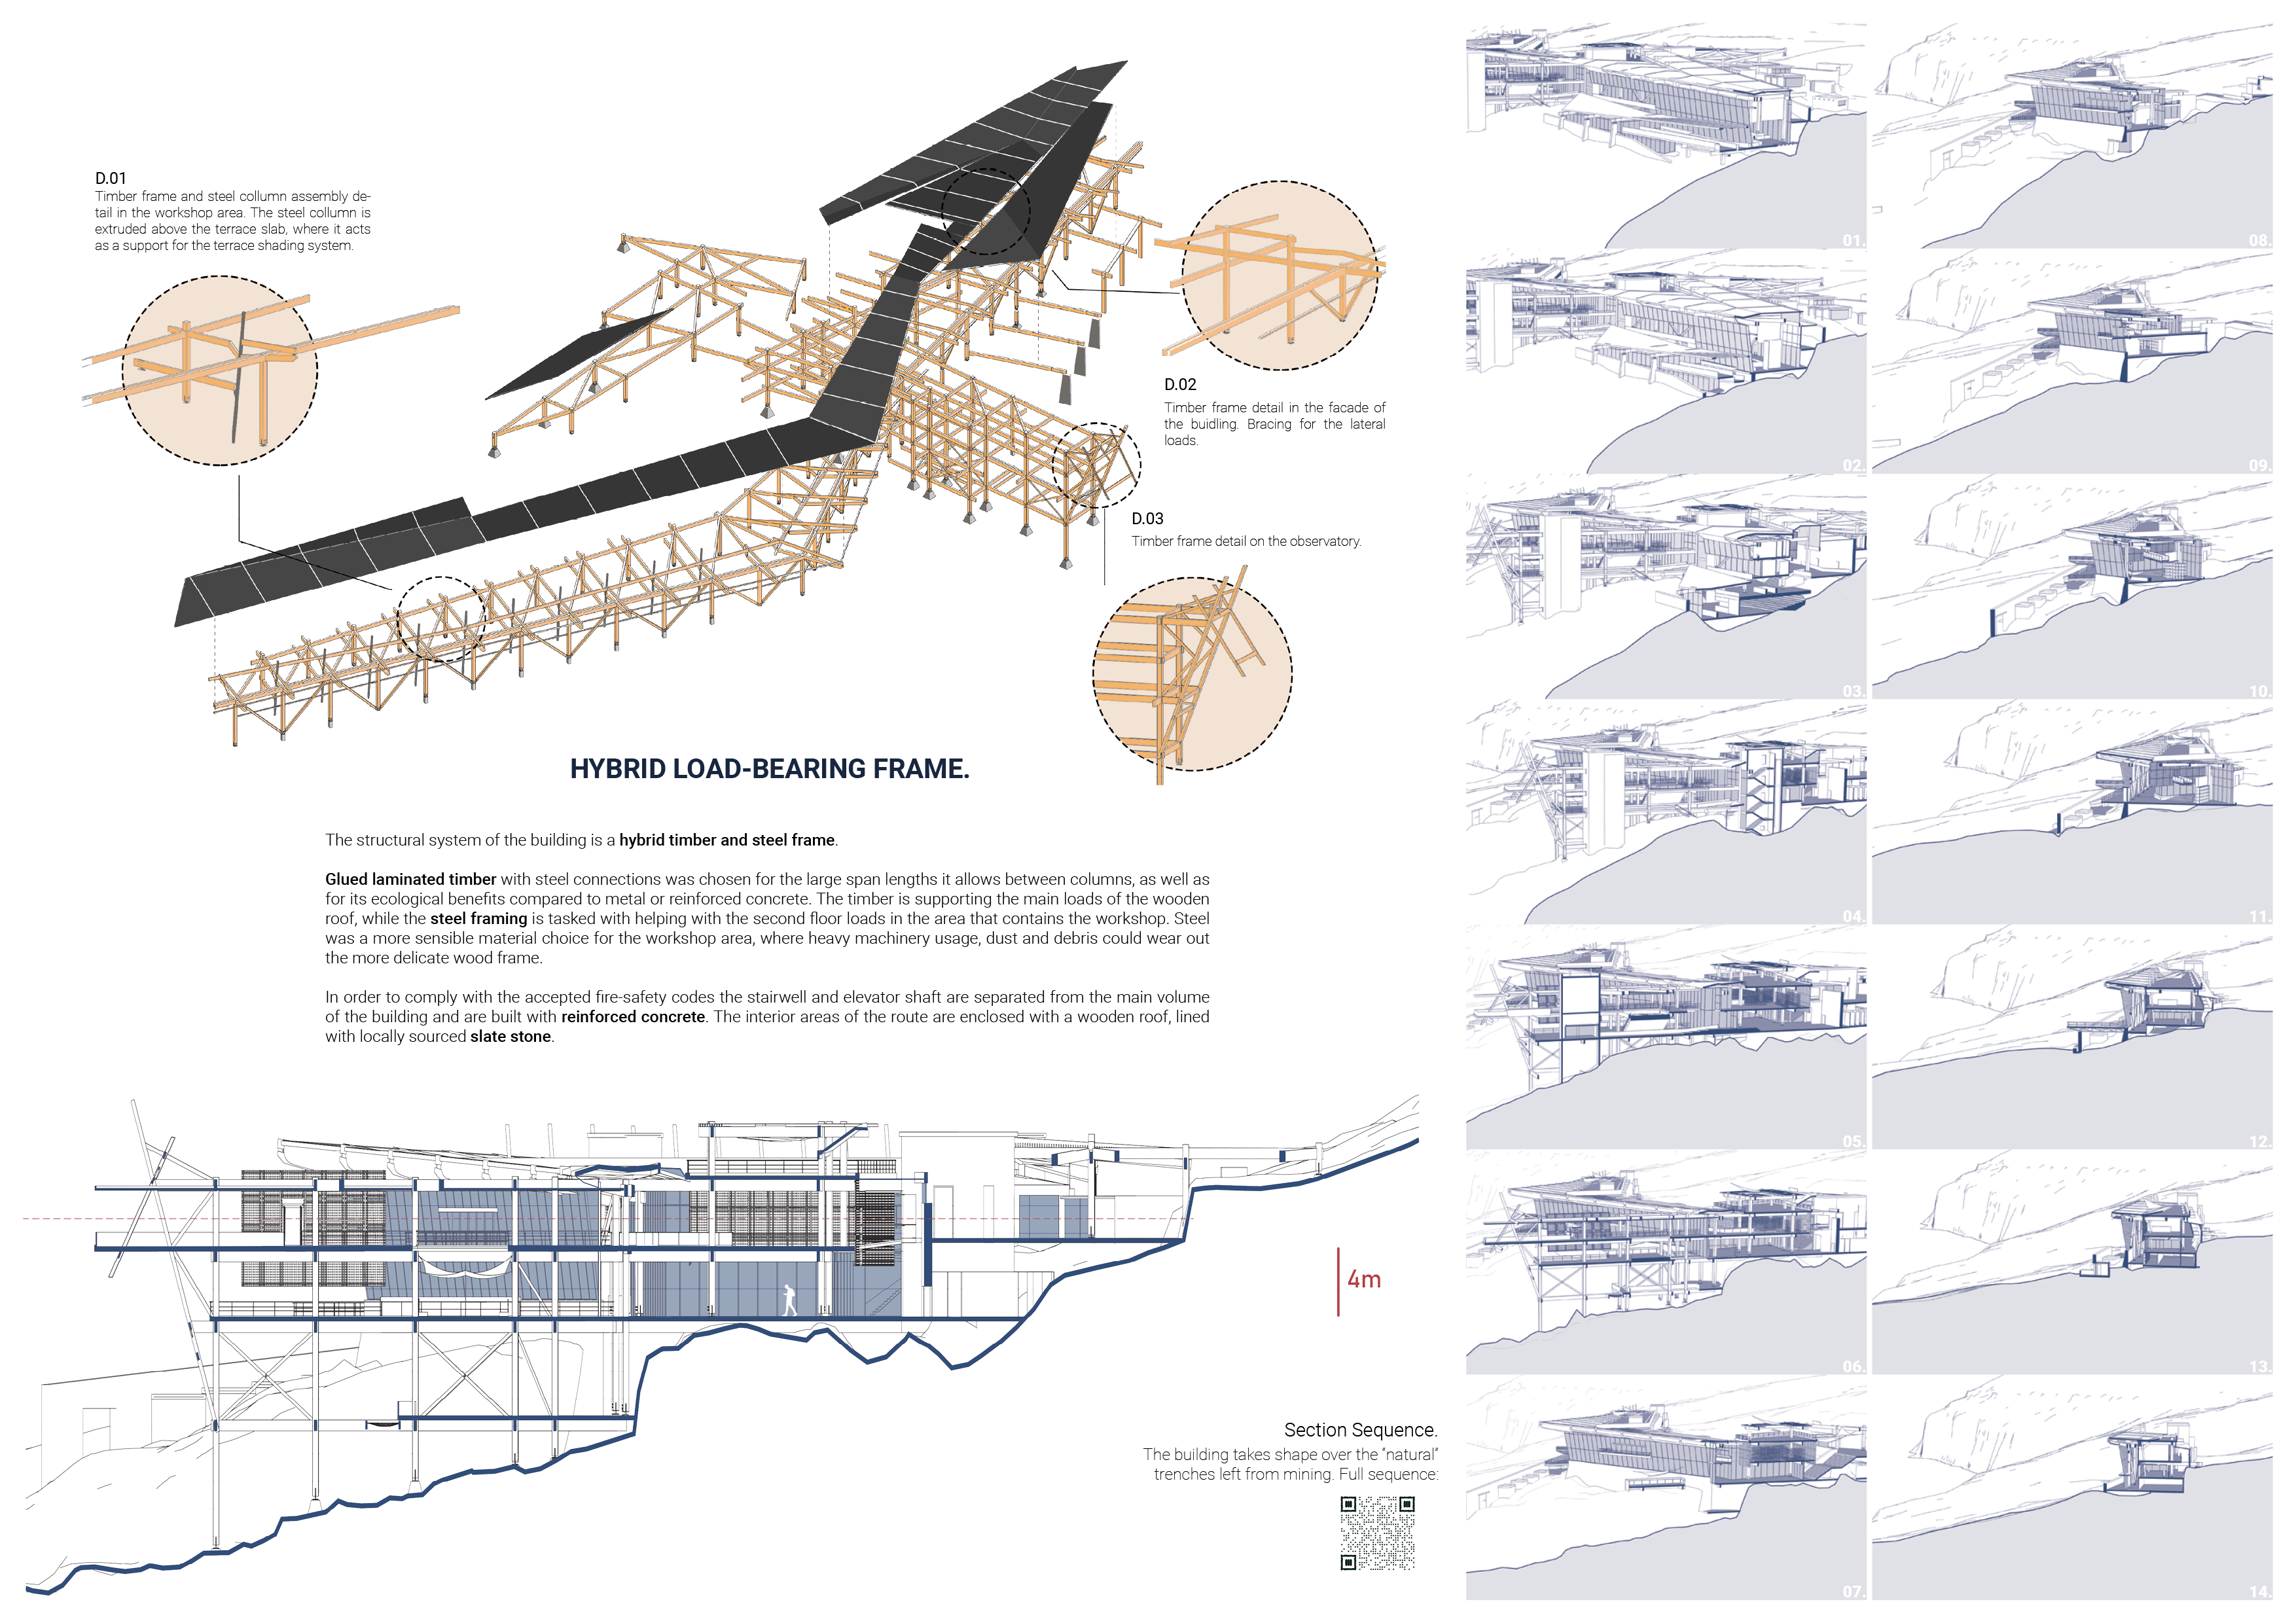 D.01
Timber frame and steel collumn assembly de-
tail in the workshop area. The steel collumn is
extruded above the terrace slab, where it acts
as a support for the terrace shading system.
D.02
Timber frame detail in the facade of
the buidling. Bracing for the lateral
loads.
D.03
Timber frame detail on the observatory.
HYBRID LOAD-BEARING FRAME.
The structural system of the building is a hybrid timber and steel frame.
Glued laminated timber with steel connections was chosen for the large span lengths it allows between columns, as well as
for its ecological benefits compared to metal or reinforced concrete. The timber is supporting the main loads of the wooden
roof, while the steel framing is tasked with helping with the second floor loads in the area that contains the workshop. Steel
was a more sensible material choice for the workshop area, where heavy machinery usage, dust and debris could wear out
the more delicate wood frame.
In order to comply with the accepted fire-safety codes the stairwell and elevator shaft are separated from the main volume
of the building and are built with reinforced concrete. The interior areas of the route are enclosed with a wooden roof, lined
with locally sourced slate stone.
4m
Section Sequence.
The building takes shape over the "natural"
trenches left from mining. Full sequence:
01.
02.
03.
04.
05.
06.
07.
08.
09.
10.
11.
12.
13.
14.